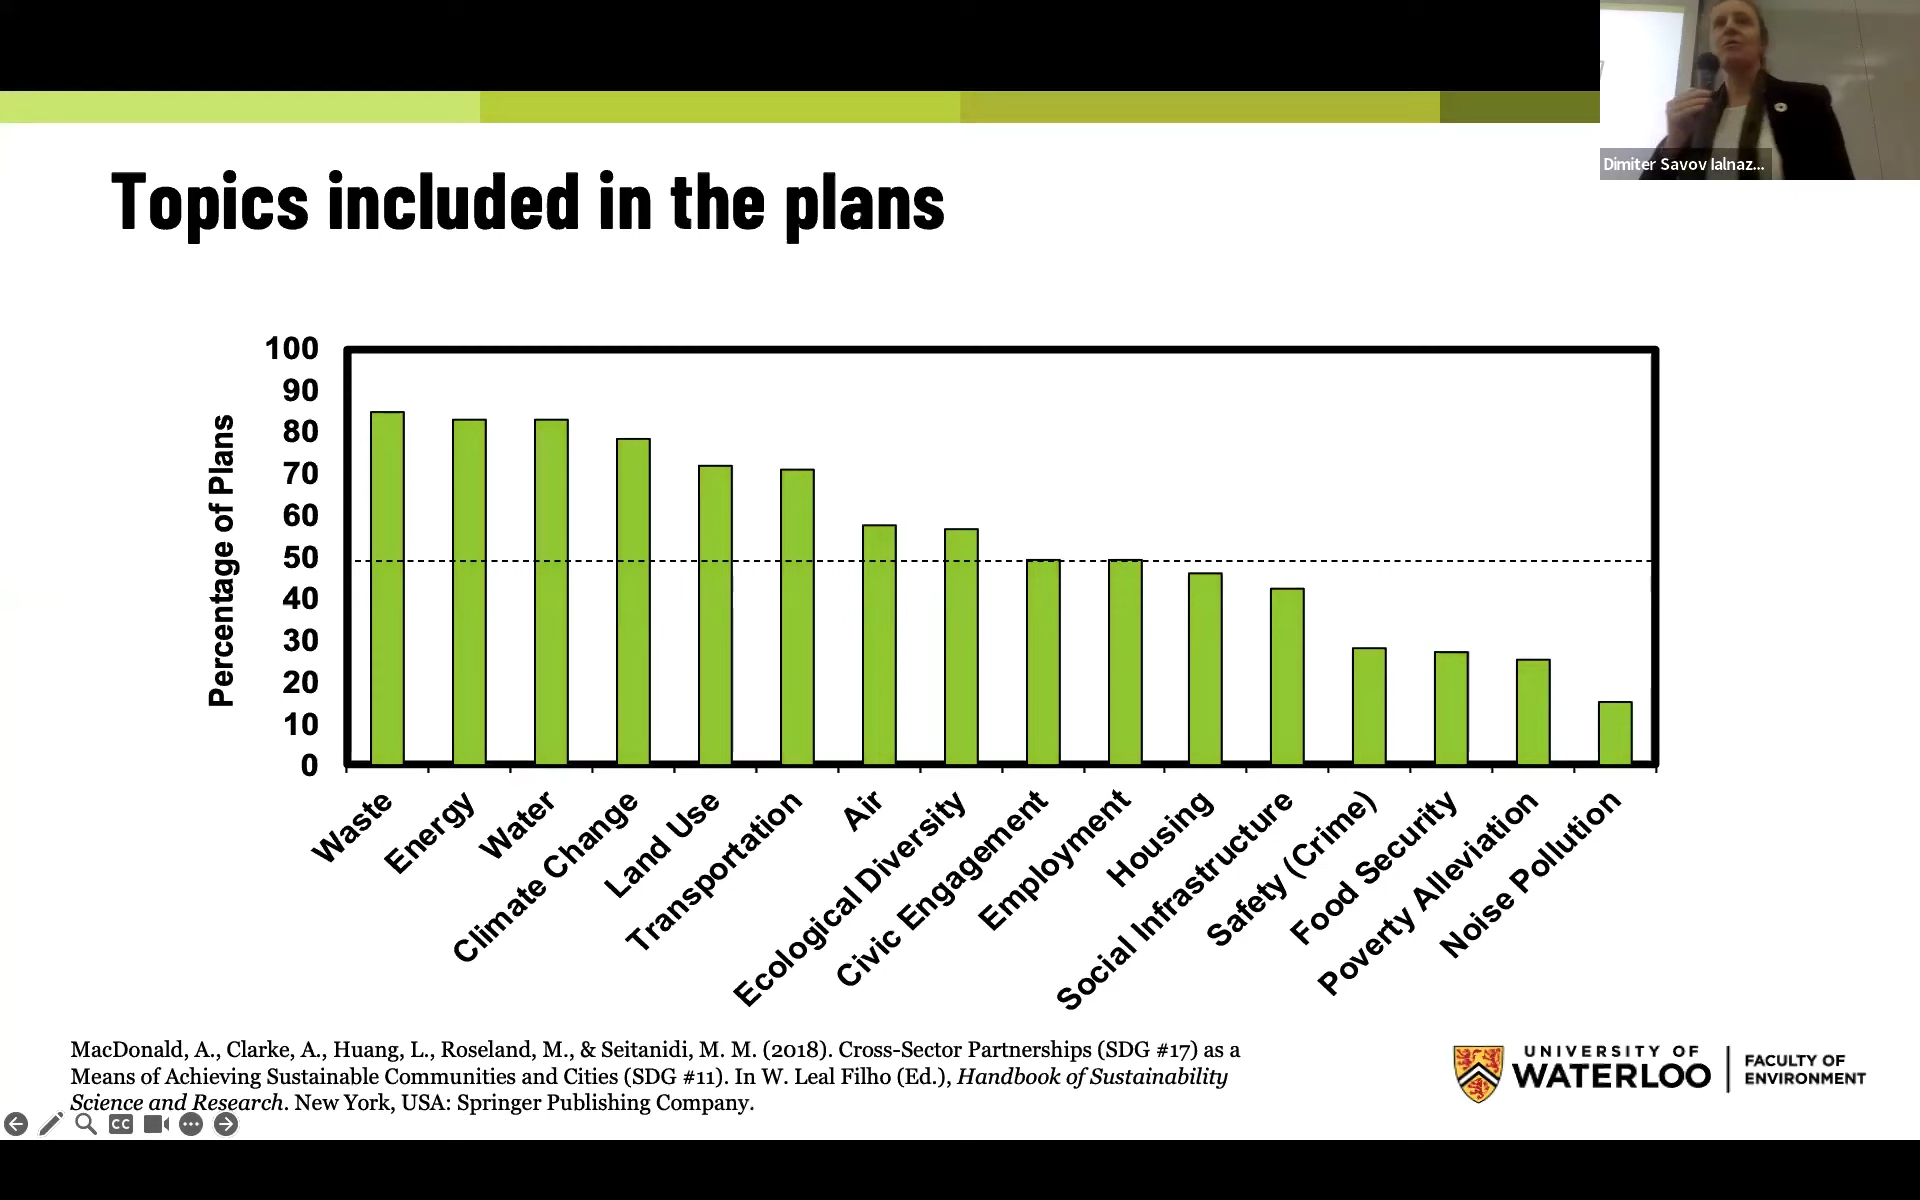 Dimiter Savov Ialnaz...
Topics included in the plans
Percentage of Plans
100
90
80
70
60
50
40
30
20
10
0
Waste
Energy
Water
Climate Change
Land Use
Transportation
Air
Ecological Diversity
Civic Engagement
Employment
Housing
Social Infrastructure
Safety (Crime)
Food Security
Poverty Alleviation
Noise Pollution
MacDonald, A., Clarke, A., Huang, L., Roseland, M., & Seitanidi, M. M. (2018). Cross-Sector Partnerships (SDG #17) as a
Means of Achieving Sustainable Communities and Cities (SDG #11). In W. Leal Filho (Ed.), Handbook of Sustainability
Science and Research. New York, USA: Springer Publishing Company.
UNIVERSITY OF
WATERLOO
FACULTY OF
ENVIRONMENT
CC